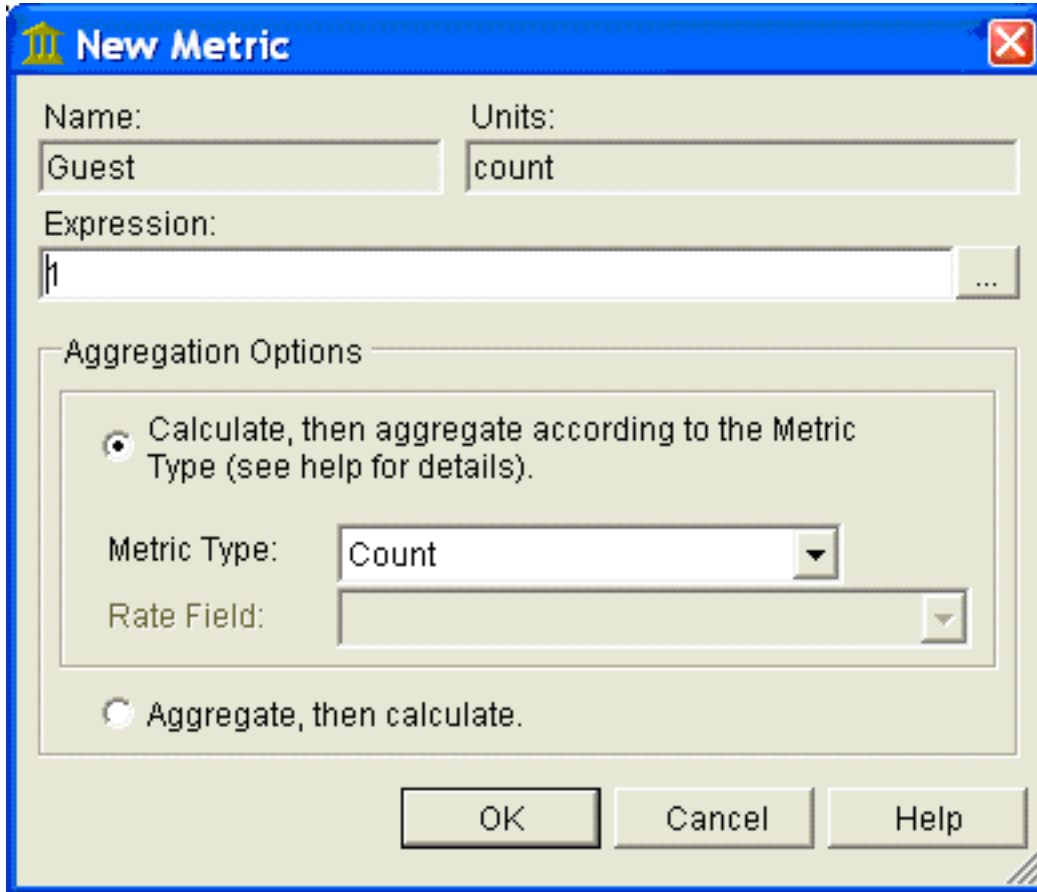 New Metric
Name:
Units:
Guest
count
Expression:
1
...
Aggregation Options
Calculate, then aggregate according to the Metric
Type (see help for details).
Metric Type:
Count
Rate Field:
Aggregate, then calculate.
OK
Cancel
Help